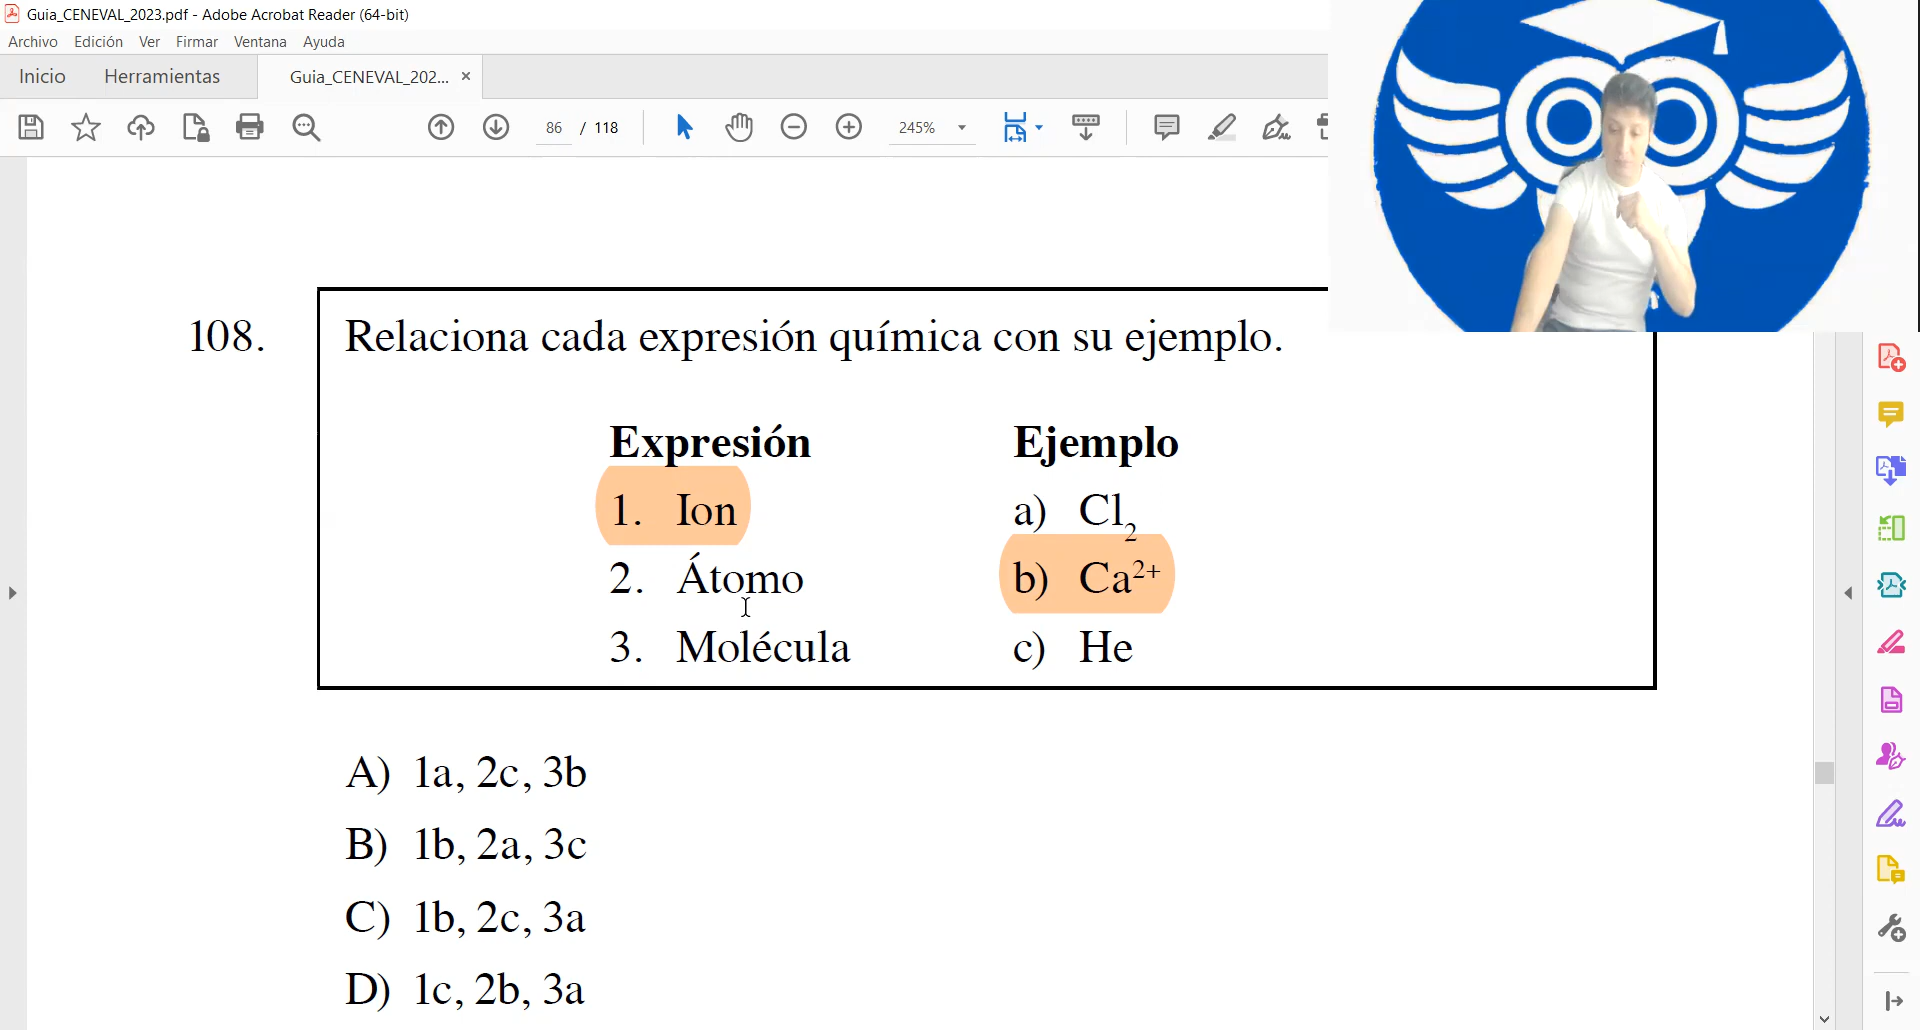 Guia_CENEVAL_2023.pdf - Adobe Acrobat Reader (64-bit)
Archivo Edición Ver Firmar Ventana Ayuda
Inicio Herramientas Guia_CENEVAL_202... ×
86 / 118 245%
108. Relaciona cada expresión química con su ejemplo.
Expresión Ejemplo
1. Ion a) Cl₂
2. Átomo b) Ca²⁺
3. Molécula c) He
A) 1a, 2c, 3b
B) 1b, 2a, 3c
C) 1b, 2c, 3a
D) 1c, 2b, 3a